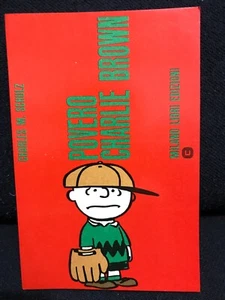 CHARLES M. SCHULZ
POVERO
CHARLIE BROWN
MILANO LIBRI EDIZIONI